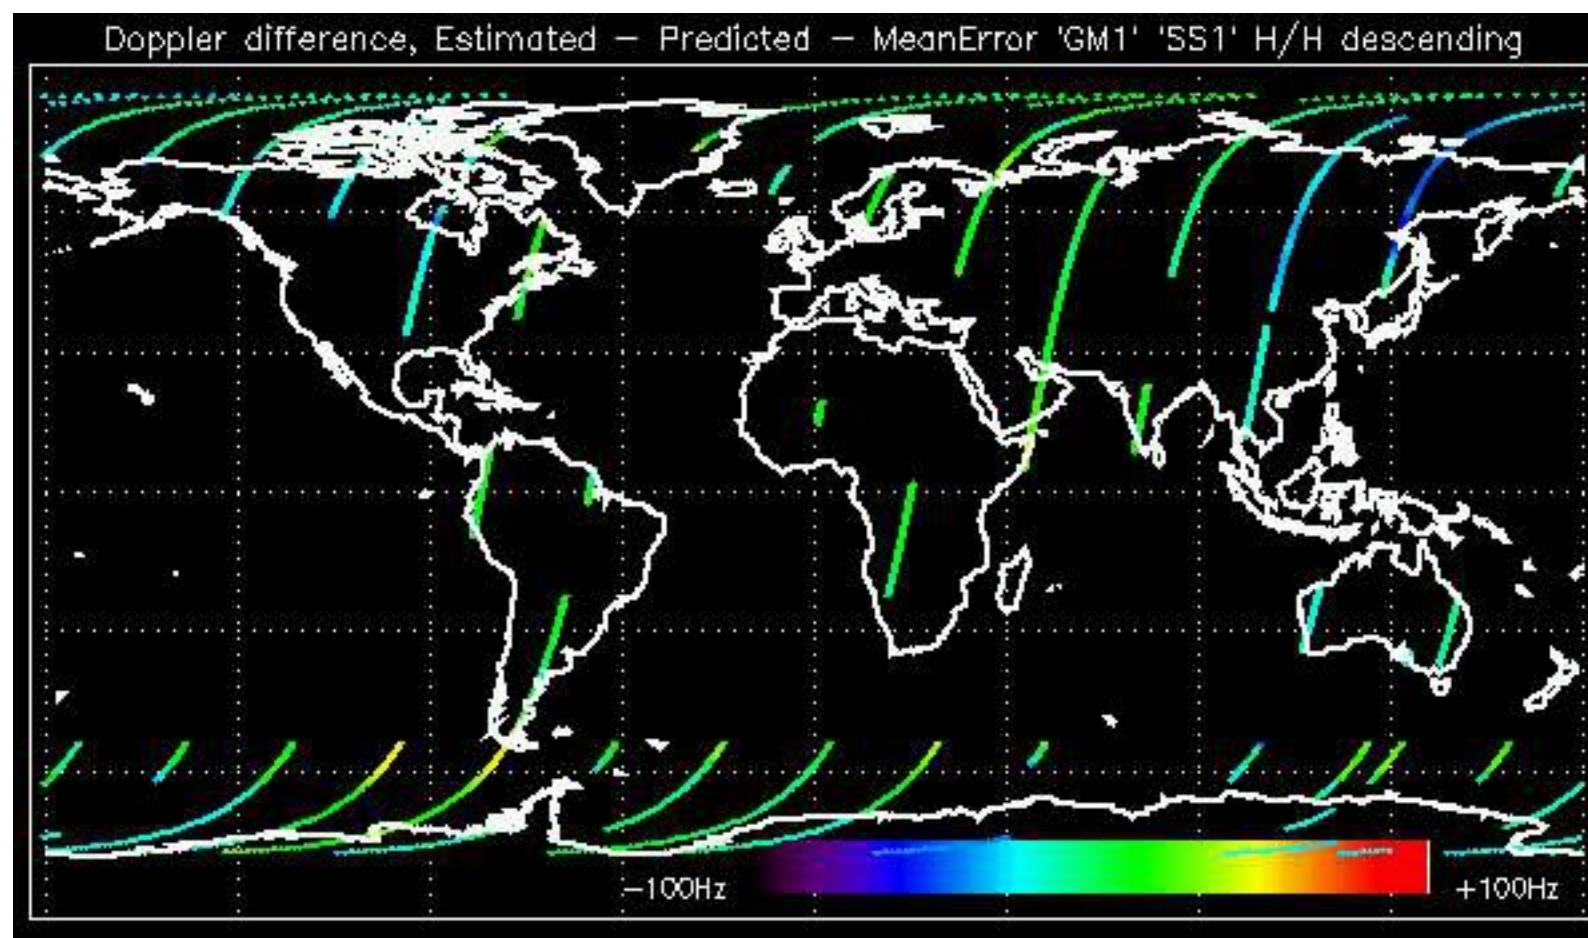 Doppler difference, Estimated – Predicted – MeanError 'GM1' 'SS1' H/H descending
−100Hz
+100Hz